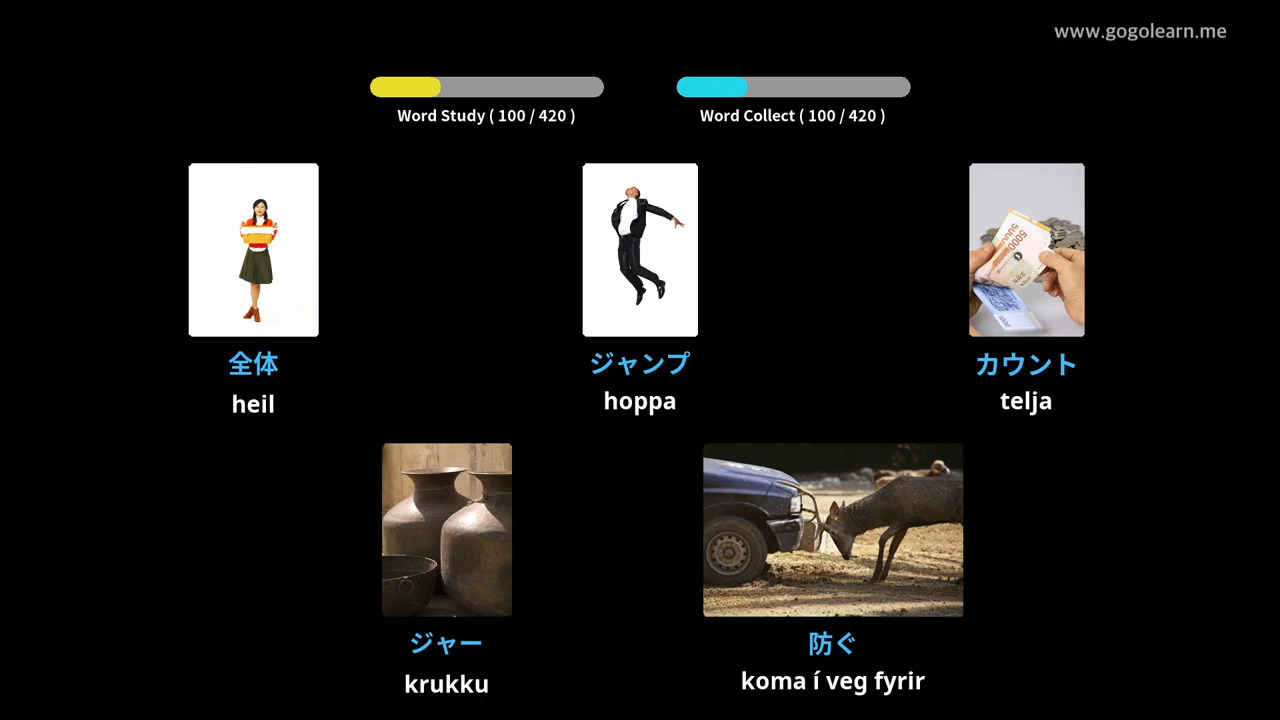 www.gogolearn.me
Word Study ( 100 / 420 )
Word Collect ( 100 / 420 )
全体
ジャンプ
カウント
heil
hoppa
telja
ジャー
防ぐ
krukku
koma í veg fyrir